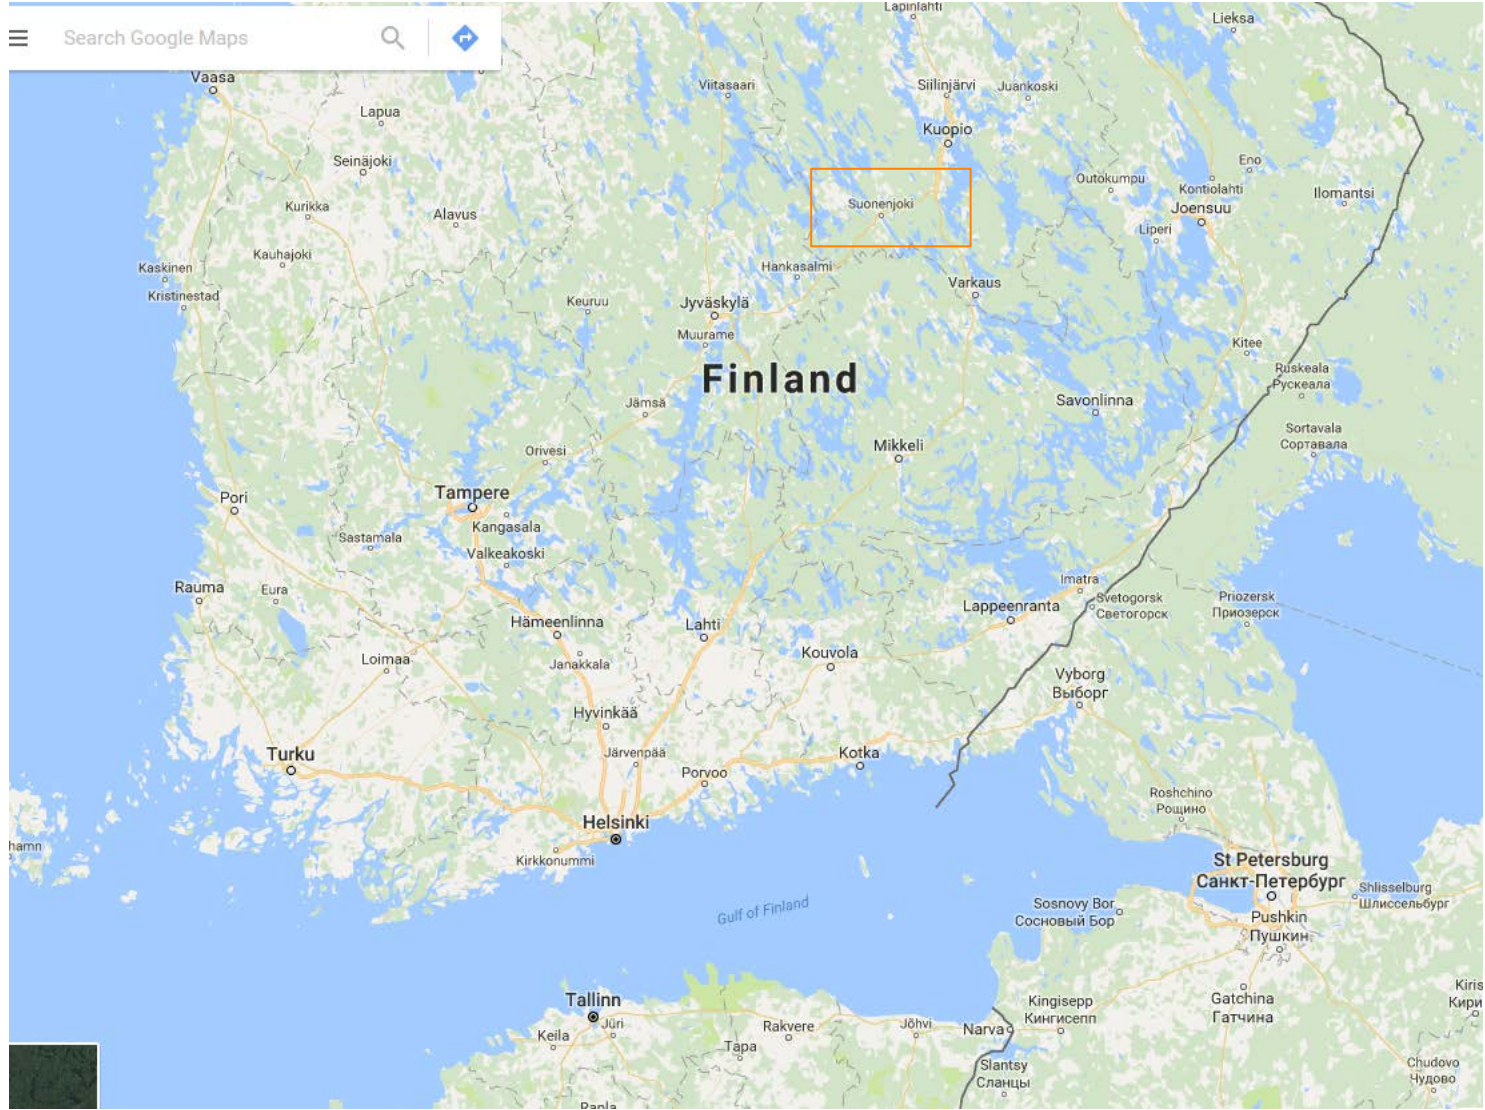 Lapinlahti
Lieksa
Search Google Maps
Vaasa
Viitasaari
Siilinjärvi
Juankoski
Lapua
Kuopio
Seinäjoki
Eno
Outokumpu
Kontiolahti
Ilomantsi
Kurikka
Alavus
Suonenjoki
Joensuu
Liperi
Kauhajoki
Kaskinen
Hankasalmi
Varkaus
Kristinestad
Keuruu
Jyväskylä
Muurame
Kitee
Ruskeala
Рускеала
Finland
Jämsä
Savonlinna
Sortavala
Сортавала
Orivesi
Mikkeli
Pori
Tampere
Kangasala
Sastamala
Valkeakoski
Rauma
Eura
Imatra
Svetogorsk
Светогорск
Priozersk
Приозерск
Lappeenranta
Hämeenlinna
Lahti
Kouvola
Loimaa
Janakkala
Vyborg
Выборг
Hyvinkää
Turku
Järvenpää
Kotka
Porvoo
Roshchino
Рощино
Helsinki
hamn
Kirkkonummi
St Petersburg
Санкт-Петербург
Shlisselburg
Шлиссельбург
Gulf of Finland
Sosnovy Bor
Сосновый Бор
Pushkin
Пушкин
Tallinn
Jüri
Keila
Rakvere
Jõhvi
Narva
Kingisepp
Кингисепп
Gatchina
Гатчина
Kiris
Кири
Tapa
Slantsy
Сланцы
Chudovo
Чудово
Rapla